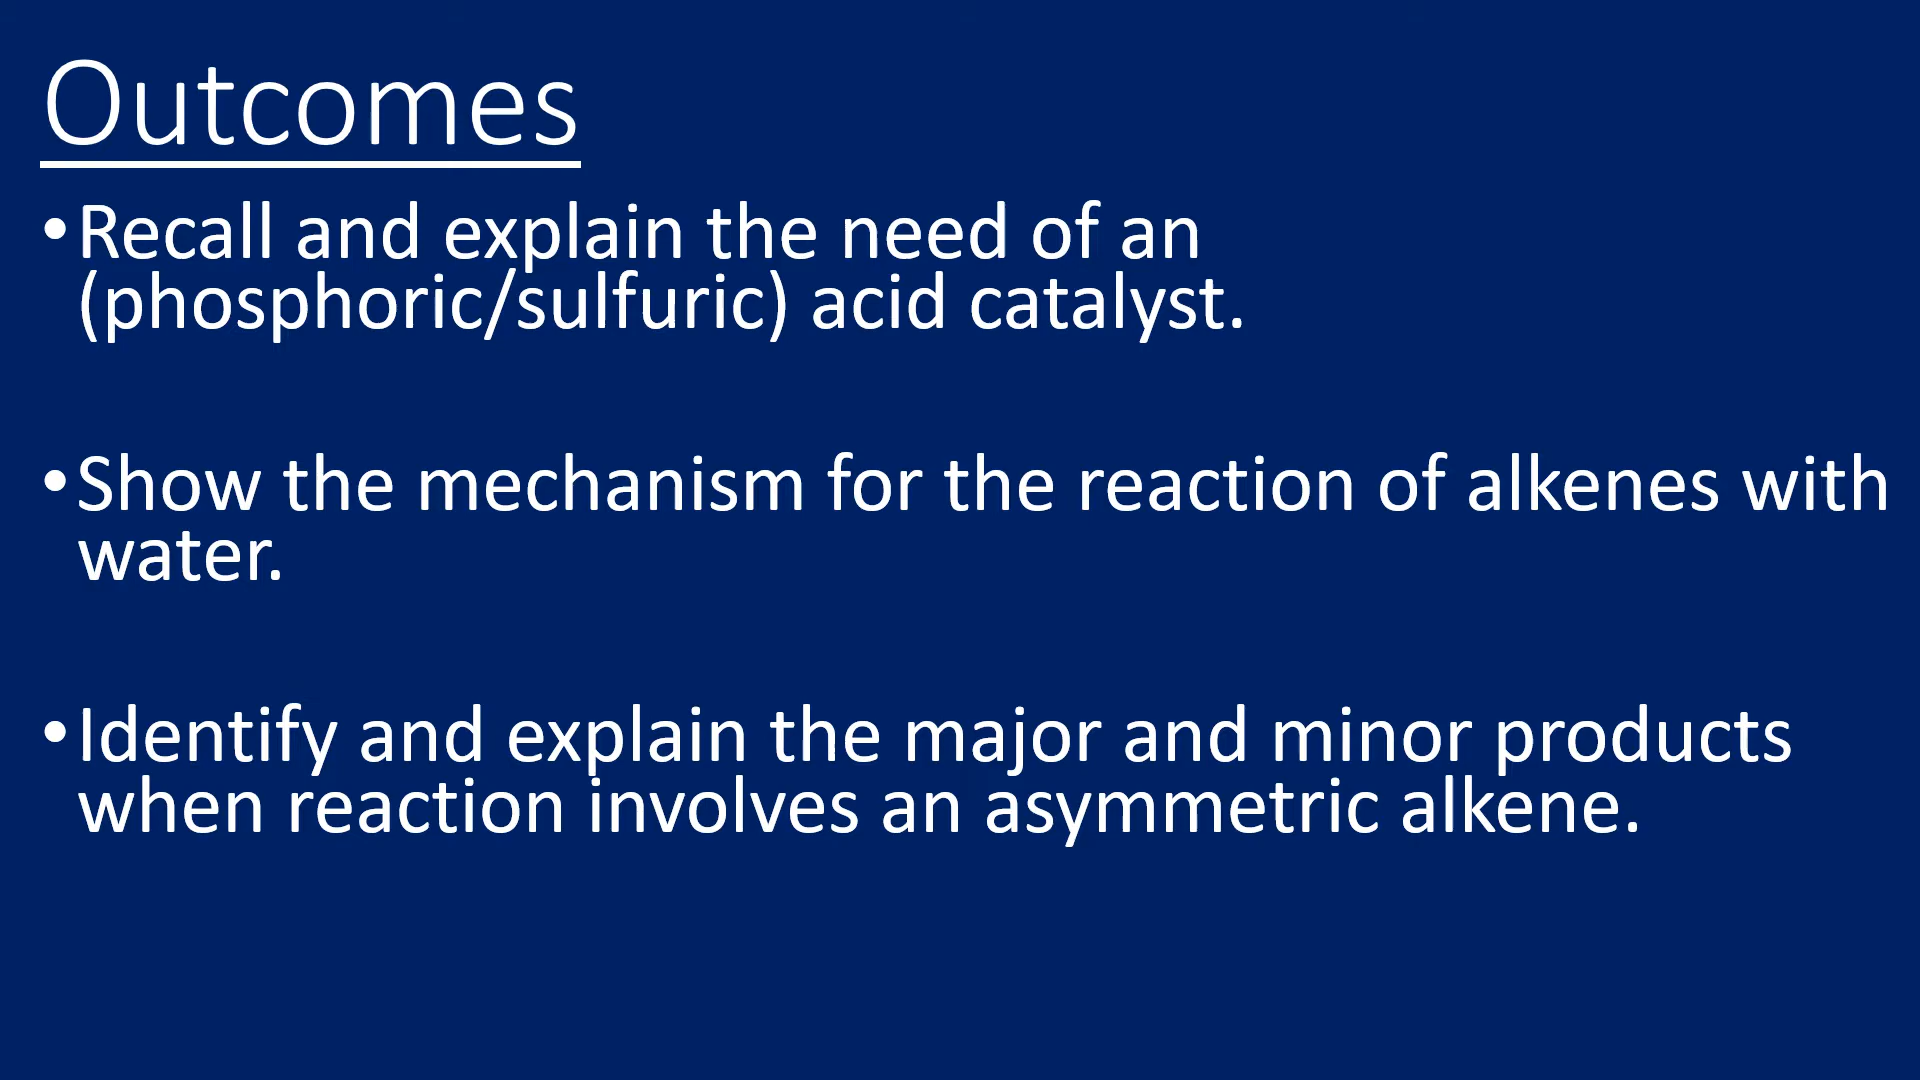 Outcomes
•Recall and explain the need of an
(phosphoric/sulfuric) acid catalyst.
•Show the mechanism for the reaction of alkenes with
water.
•Identify and explain the major and minor products
when reaction involves an asymmetric alkene.